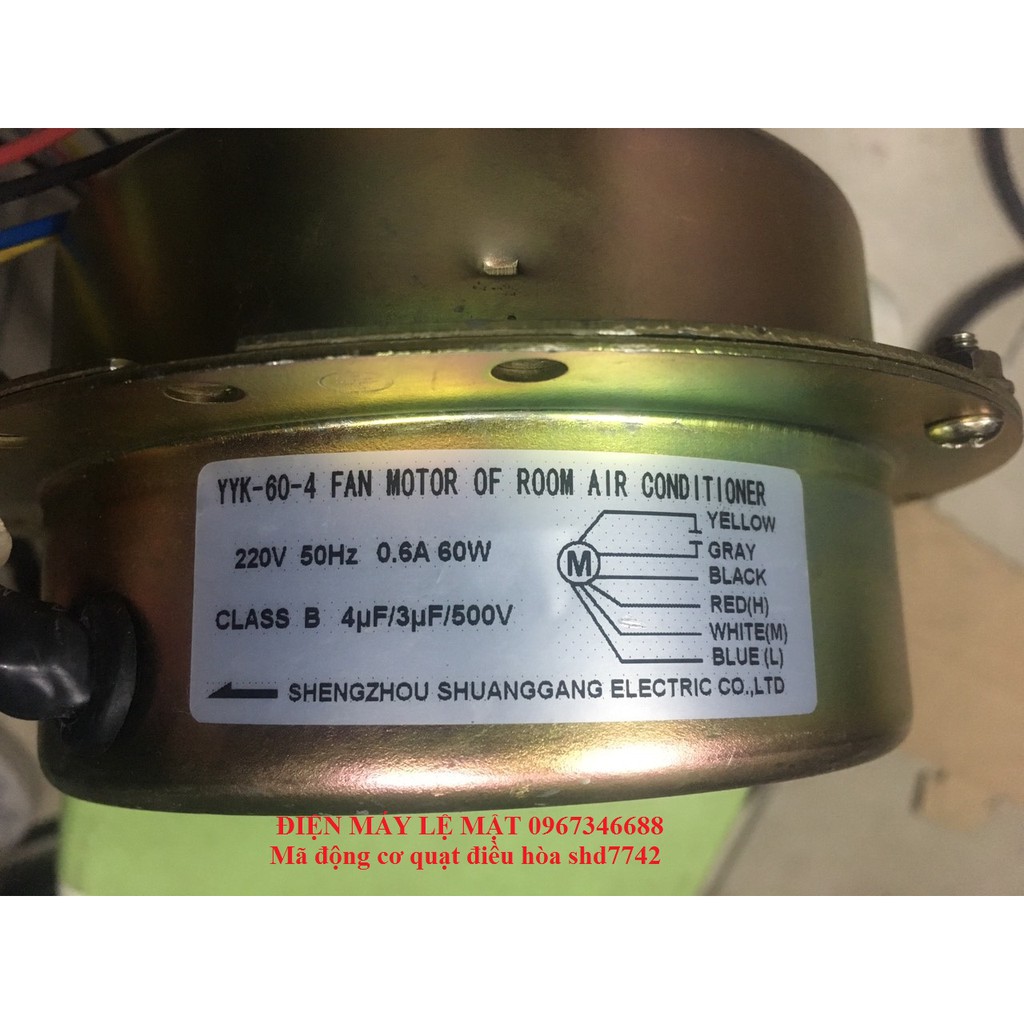 YYK-60-4 FAN MOTOR OF ROOM AIR CONDITIONER
220V 50Hz 0.6A 60W
CLASS B 4μF/3μF/500V
M
YELLOW
GRAY
BLACK
RED(H)
WHITE(M)
BLUE (L)
SHENGZHOU SHUANGGANG ELECTRIC CO.,LTD
ĐIỆN MÁY LỆ MẬT 0967346688
Mã động cơ quạt điều hòa shd7742